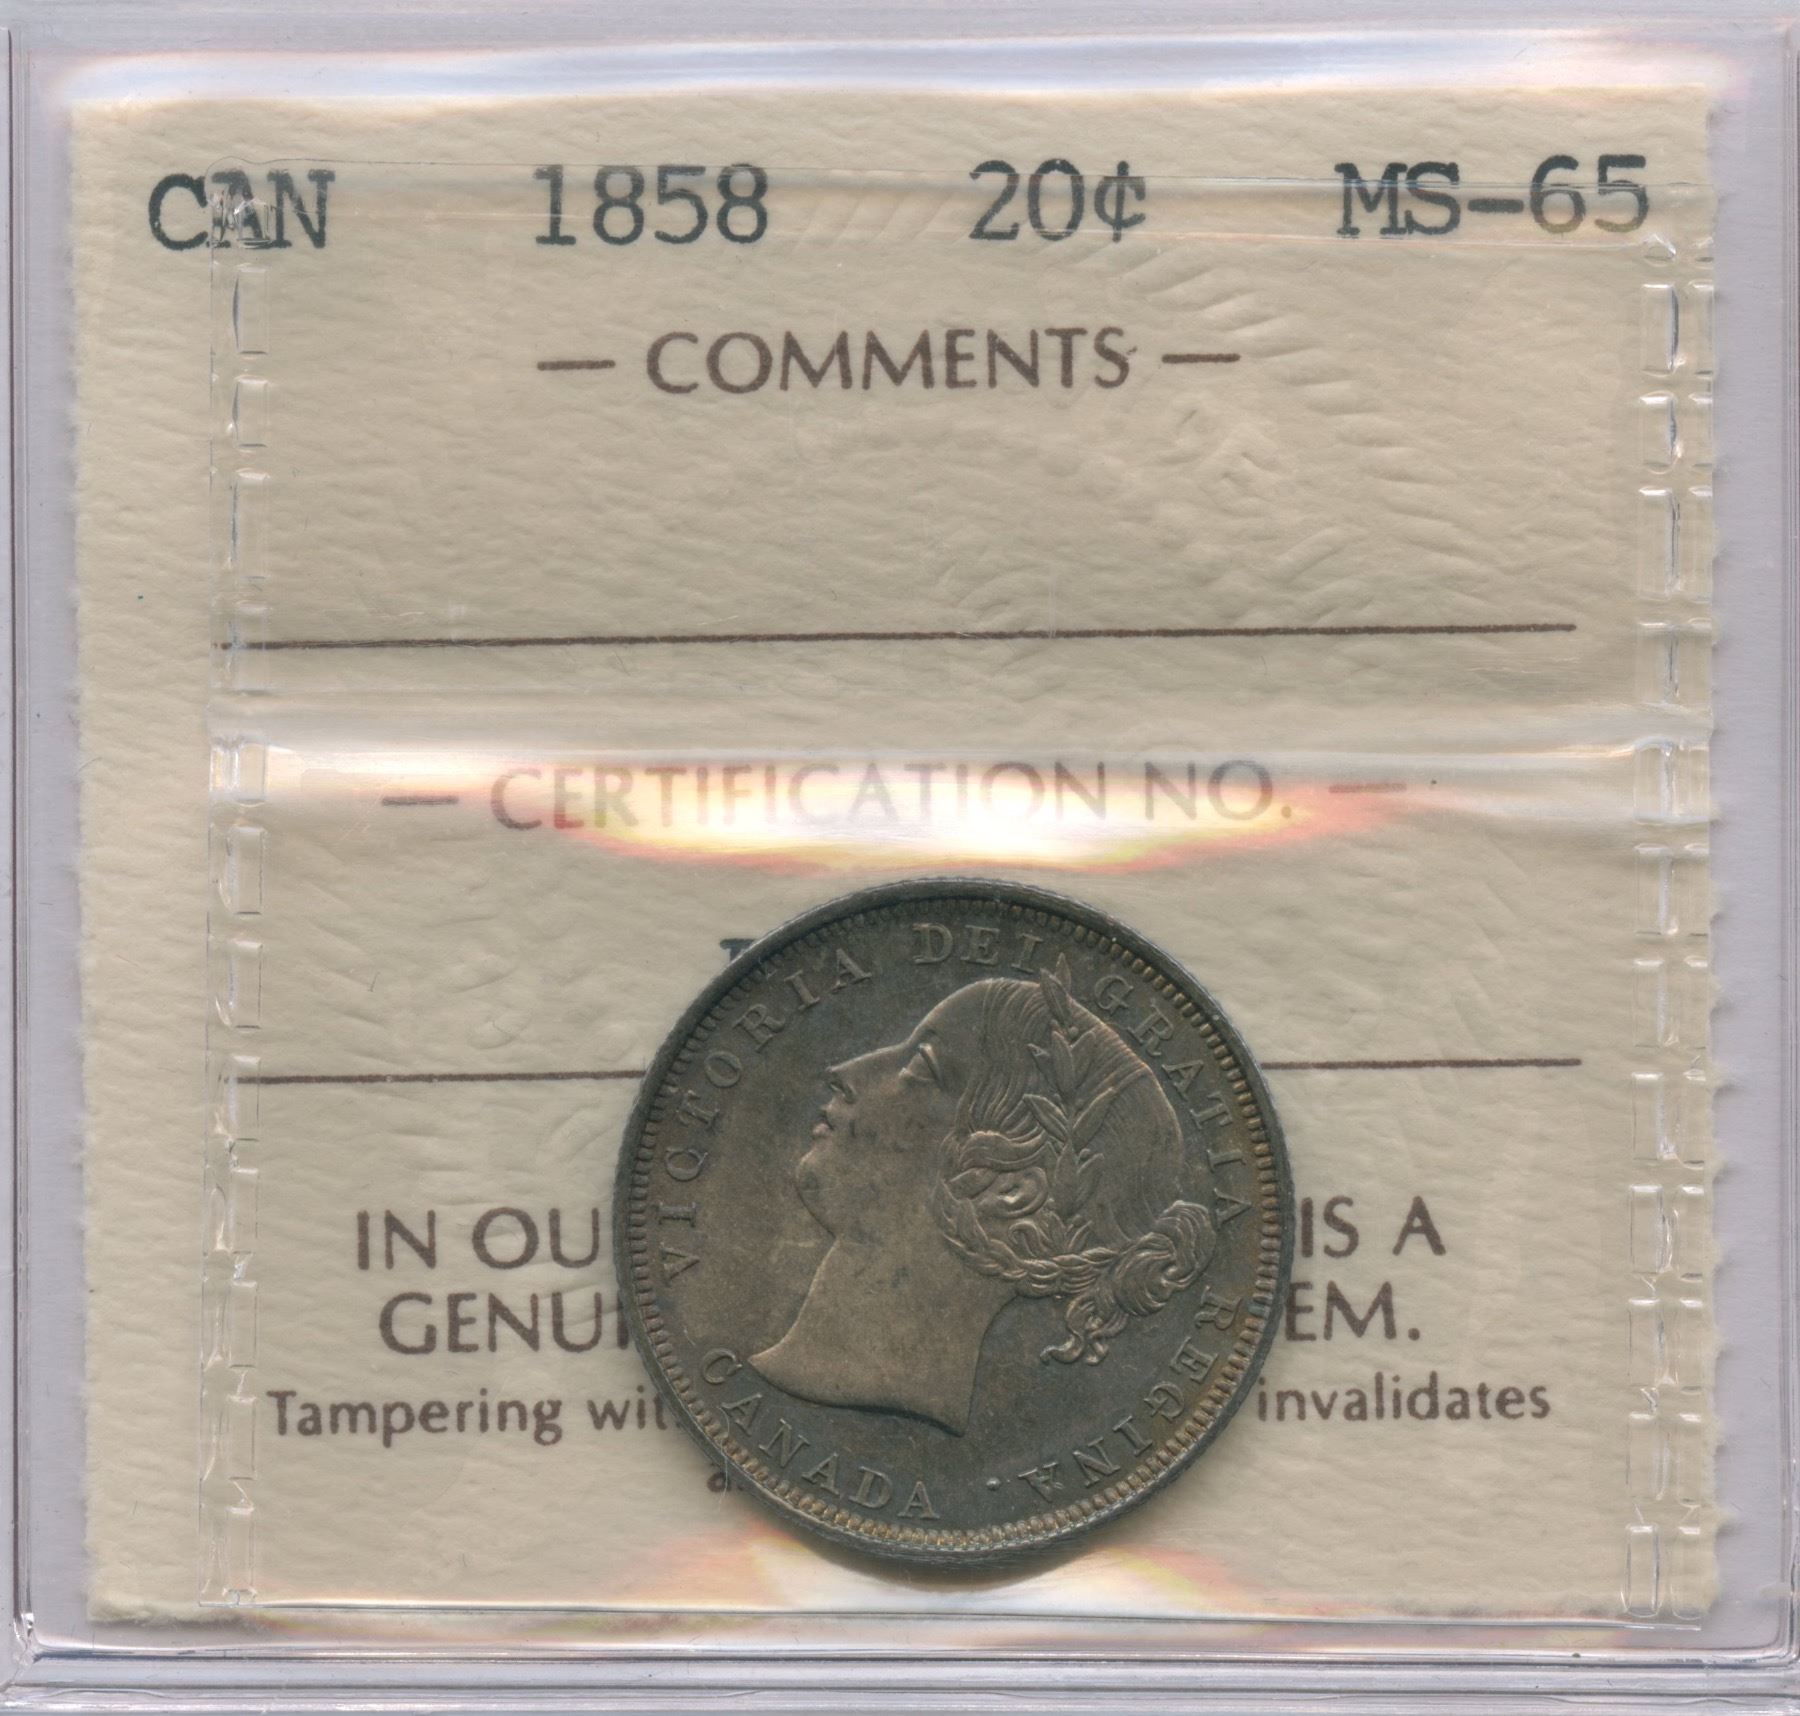 CAN 1858 20¢ MS-65
— COMMENTS —
— CERTIFICATION NO. —
VICTORIA DEI GRATIA REGINA .
CANADA
IN OU IS A
GENUI EM.
Tampering wit invalidates
a